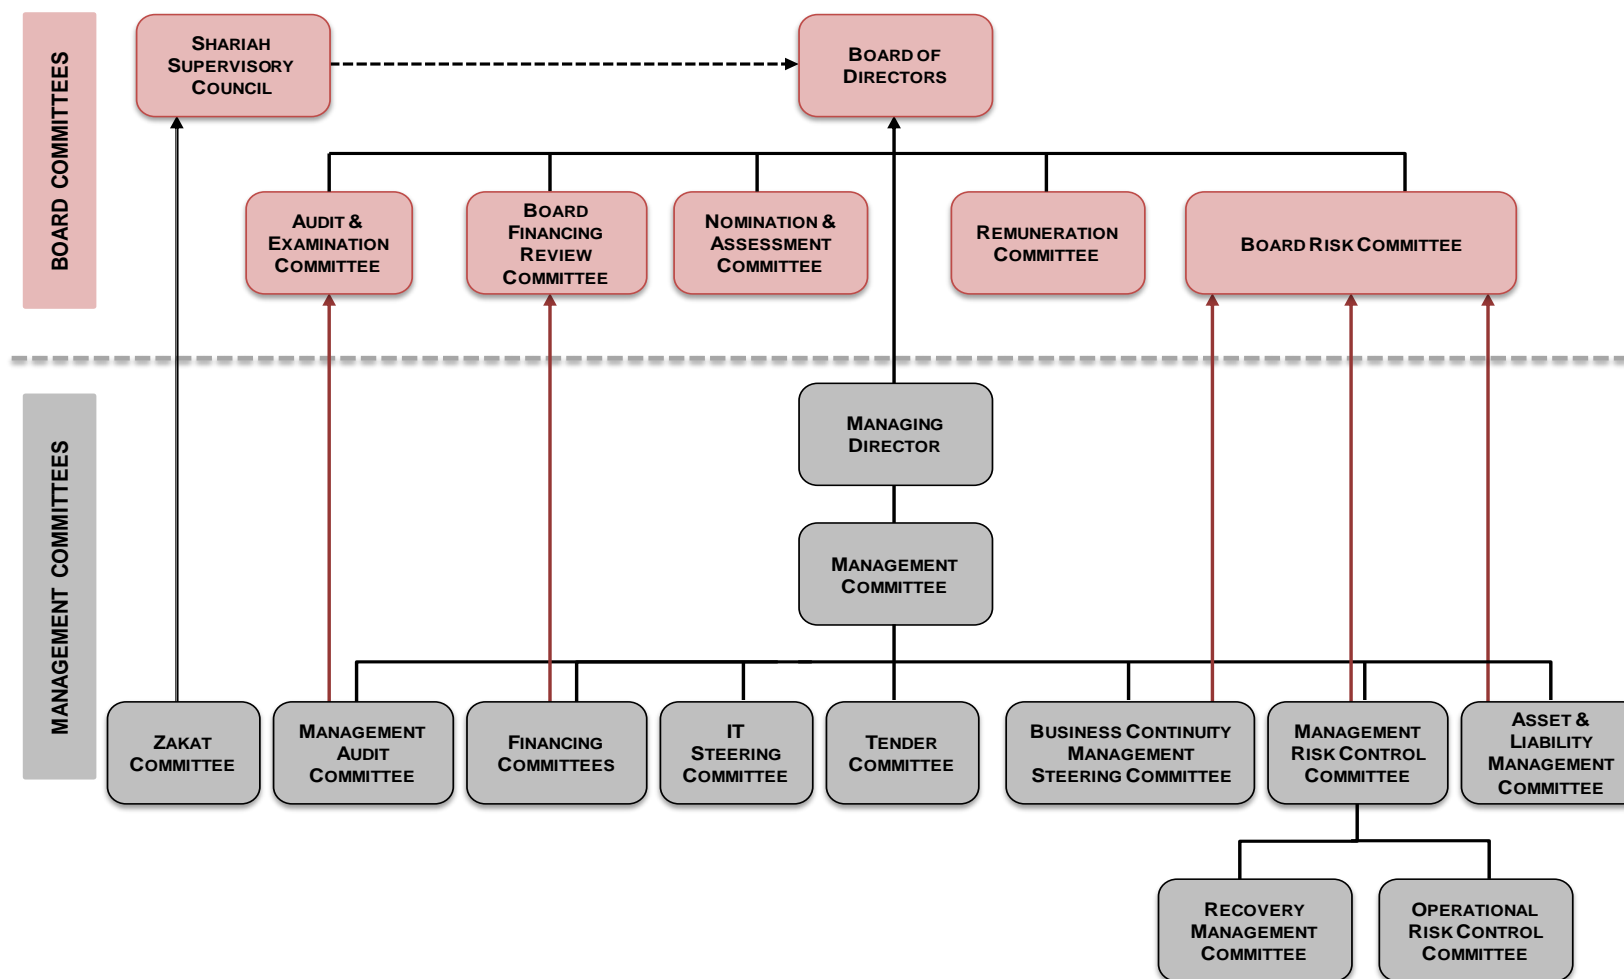 BOARD COMMITTEES
SHARIAH
SUPERVISORY
COUNCIL
BOARD OF
DIRECTORS
AUDIT &
EXAMINATION
COMMITTEE
BOARD
FINANCING
REVIEW
COMMITTEE
NOMINATION &
ASSESSMENT
COMMITTEE
REMUNERATION
COMMITTEE
BOARD RISK COMMITTEE
MANAGEMENT COMMITTEES
MANAGING
DIRECTOR
MANAGEMENT
COMMITTEE
ZAKAT
COMMITTEE
MANAGEMENT
AUDIT
COMMITTEE
FINANCING
COMMITTEES
IT
STEERING
COMMITTEE
TENDER
COMMITTEE
BUSINESS CONTINUITY
MANAGEMENT
STEERING COMMITTEE
MANAGEMENT
RISK CONTROL
COMMITTEE
ASSET &
LIABILITY
MANAGEMENT
COMMITTEE
RECOVERY
MANAGEMENT
COMMITTEE
OPERATIONAL
RISK CONTROL
COMMITTEE